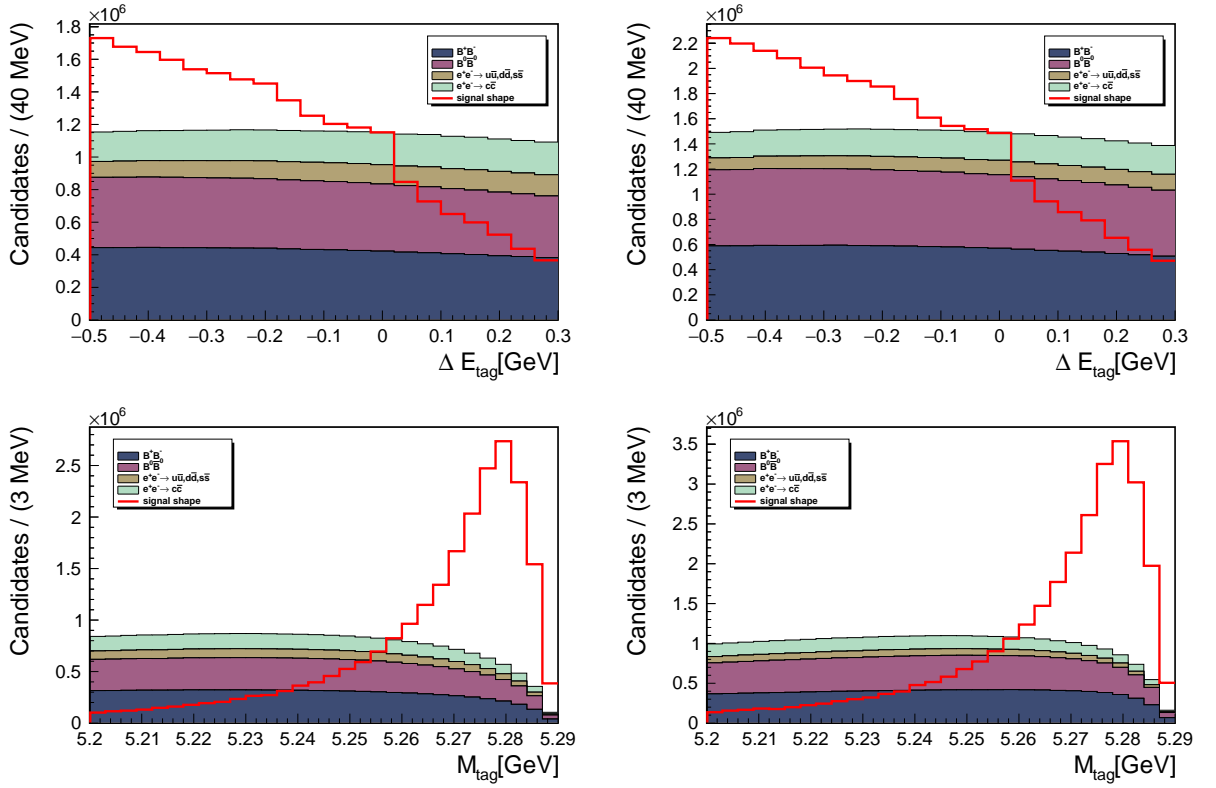 ×10⁶
Candidates / (40 MeV)
1.8
1.6
1.4
1.2
1
0.8
0.6
0.4
0.2
0
B⁺B⁻
B⁰B̅⁰
e⁺e⁻→ uu̅,dd̅,ss̅
e⁺e⁻→ cc̅
signal shape
−0.5 −0.4 −0.3 −0.2 −0.1 0 0.1 0.2 0.3
Δ E_tag[GeV]
×10⁶
Candidates / (40 MeV)
2.2
2
1.8
1.6
1.4
1.2
1
0.8
0.6
0.4
0.2
0
B⁺B⁻
B⁰B̅⁰
e⁺e⁻→ uu̅,dd̅,ss̅
e⁺e⁻→ cc̅
signal shape
−0.5 −0.4 −0.3 −0.2 −0.1 0 0.1 0.2 0.3
Δ E_tag[GeV]
×10⁶
Candidates / (3 MeV)
2.5
2
1.5
1
0.5
0
B⁺B⁻
B⁰B̅⁰
e⁺e⁻→ uu̅,dd̅,ss̅
e⁺e⁻→ cc̅
signal shape
5.2 5.21 5.22 5.23 5.24 5.25 5.26 5.27 5.28 5.29
M_tag[GeV]
×10⁶
Candidates / (3 MeV)
3.5
3
2.5
2
1.5
1
0.5
0
B⁺B⁻
B⁰B̅⁰
e⁺e⁻→ uu̅,dd̅,ss̅
e⁺e⁻→ cc̅
signal shape
5.2 5.21 5.22 5.23 5.24 5.25 5.26 5.27 5.28 5.29
M_tag[GeV]